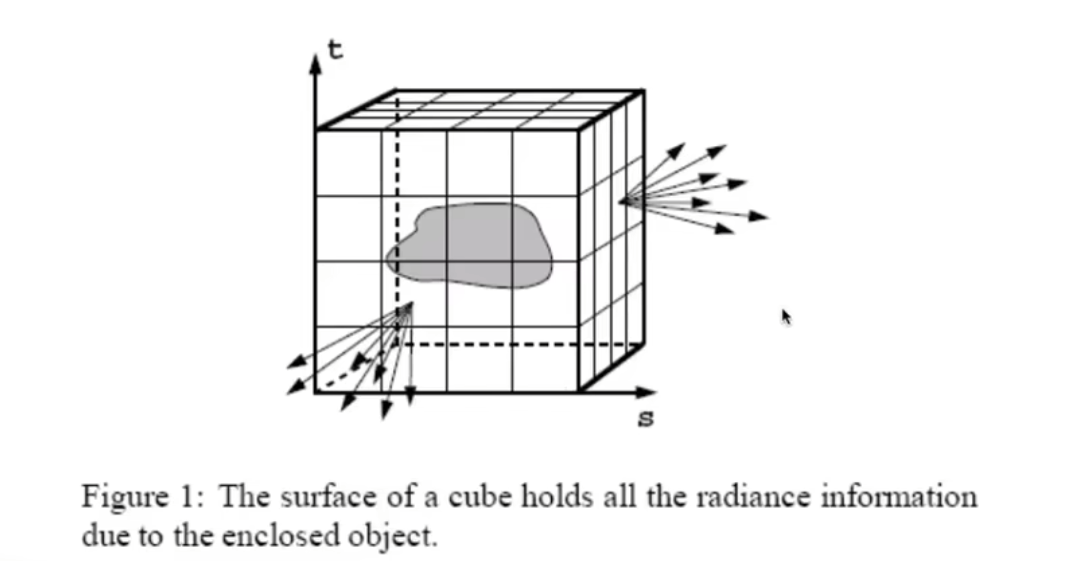 t
s
Figure 1: The surface of a cube holds all the radiance information
due to the enclosed object.